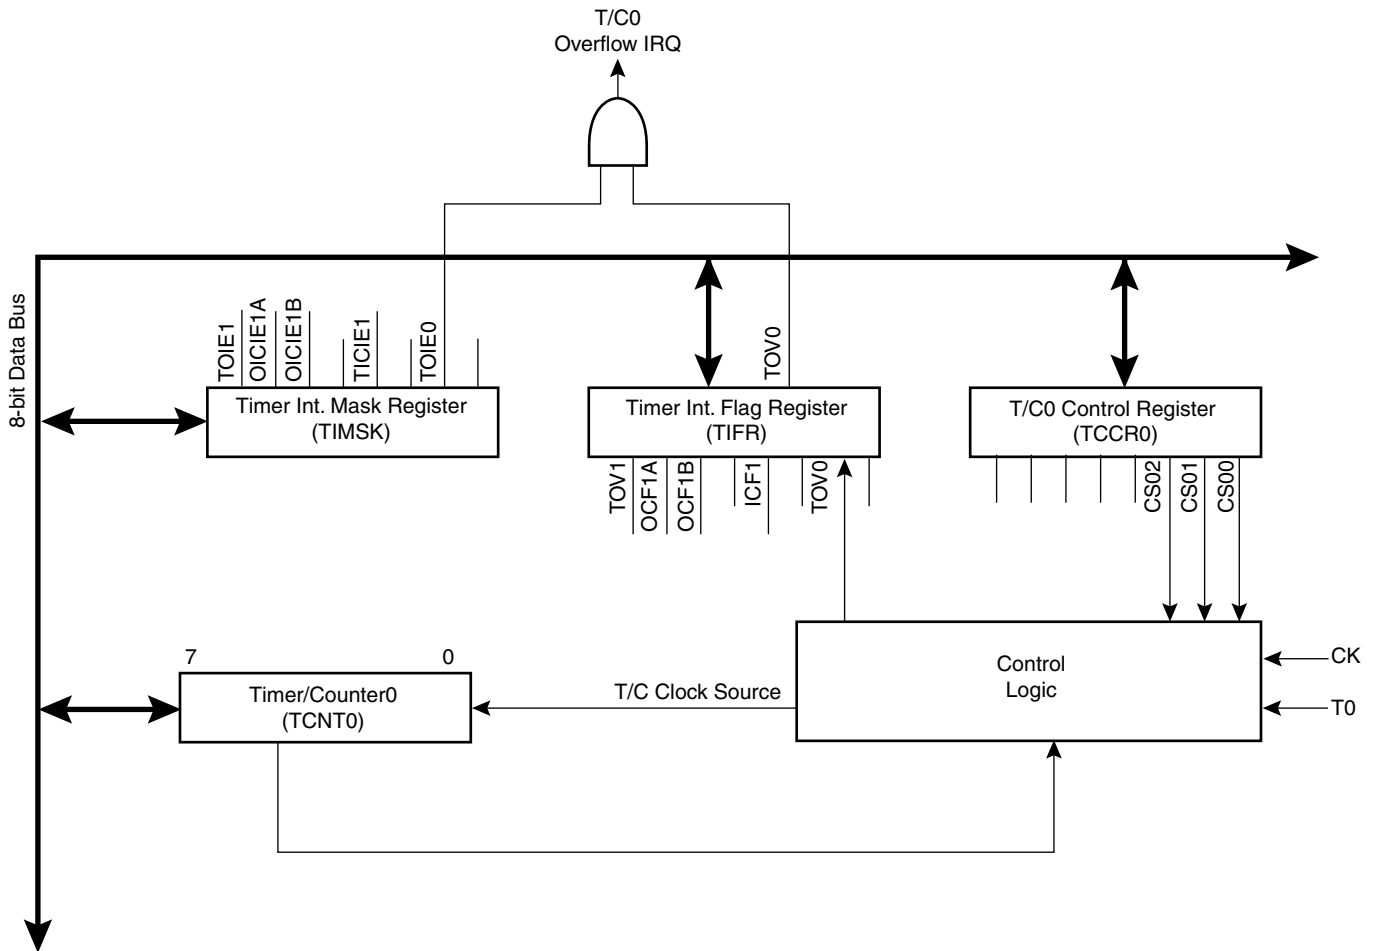 T/C0
Overflow IRQ
8-bit Data Bus
TOIE1
OICIE1A
OICIE1B
TICIE1
TOIE0
TOV0
Timer Int. Mask Register
(TIMSK)
Timer Int. Flag Register
(TIFR)
T/C0 Control Register
(TCCR0)
TOV1
OCF1A
OCF1B
ICF1
TOV0
CS02
CS01
CS00
7
0
Timer/Counter0
(TCNT0)
T/C Clock Source
Control
Logic
CK
T0